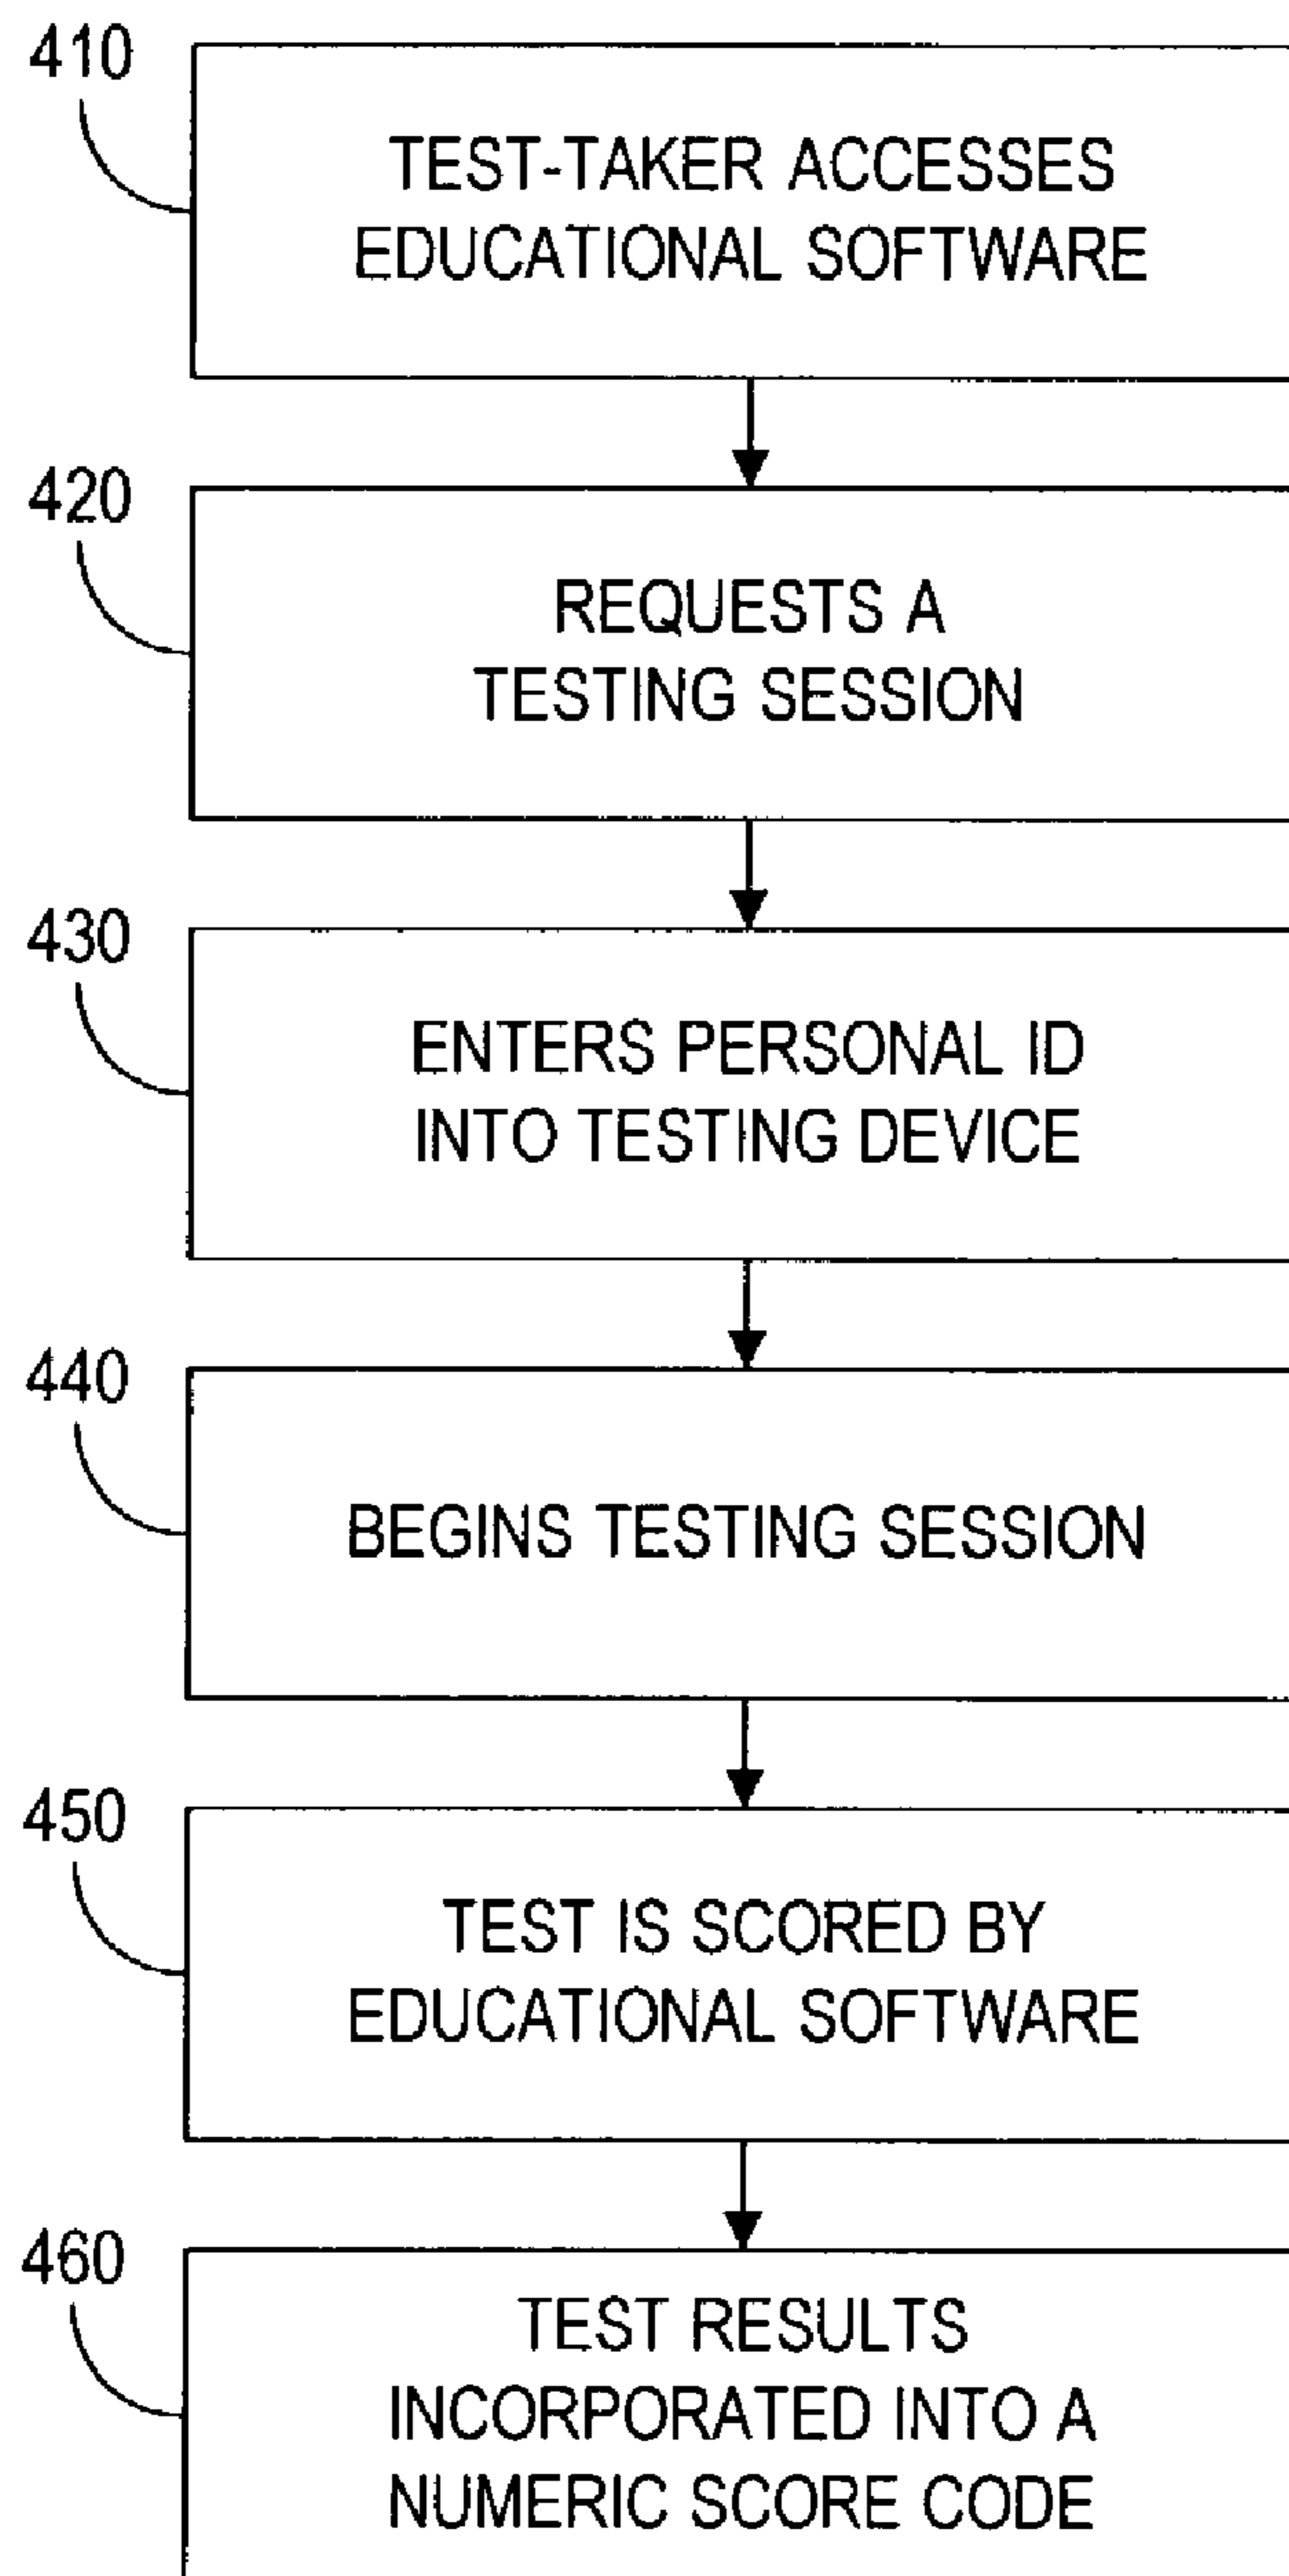 410
TEST-TAKER ACCESSES
EDUCATIONAL SOFTWARE
420
REQUESTS A
TESTING SESSION
430
ENTERS PERSONAL ID
INTO TESTING DEVICE
440
BEGINS TESTING SESSION
450
TEST IS SCORED BY
EDUCATIONAL SOFTWARE
460
TEST RESULTS
INCORPORATED INTO A
NUMERIC SCORE CODE